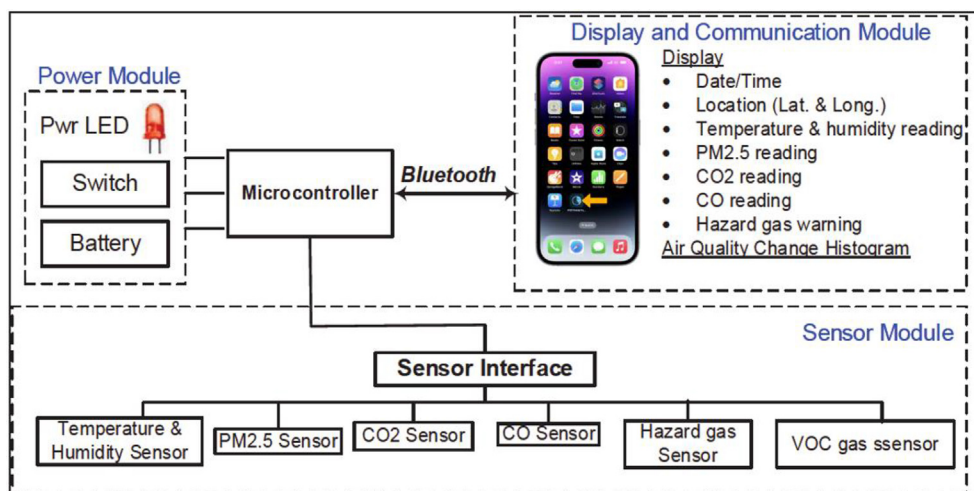 Display and Communication Module
Power Module
Pwr LED
Switch
Battery
Microcontroller
Bluetooth
Display
• Date/Time
• Location (Lat. & Long.)
• Temperature & humidity reading
• PM2.5 reading
• CO2 reading
• CO reading
• Hazard gas warning
Air Quality Change Histogram
Sensor Module
Sensor Interface
Temperature &
Humidity Sensor
PM2.5 Sensor
CO2 Sensor
CO Sensor
Hazard gas
Sensor
VOC gas ssensor